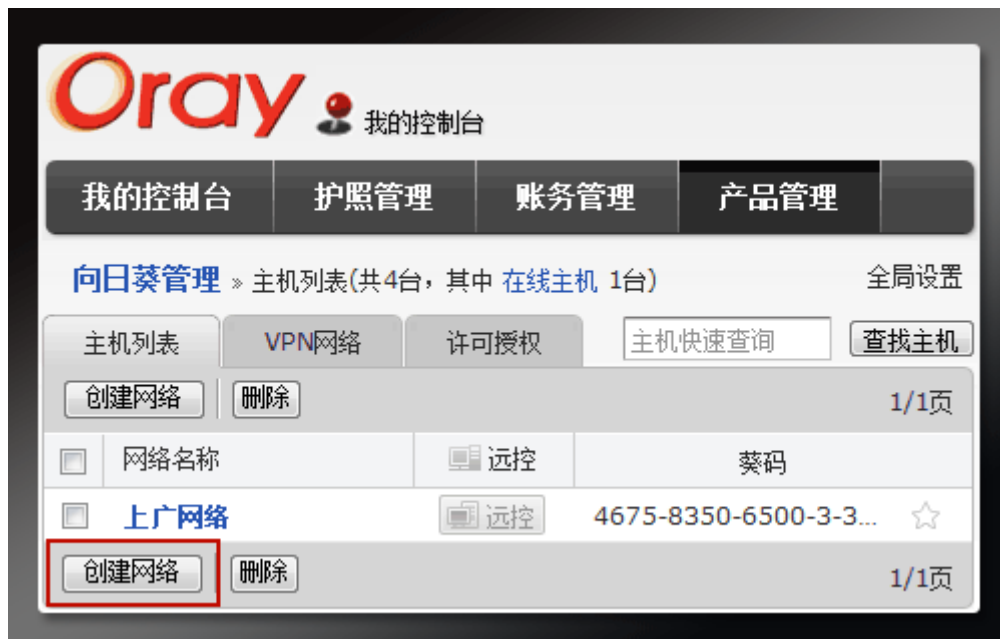 Oray 我的控制台
我的控制台 护照管理 账务管理 产品管理
向日葵管理 » 主机列表(共4台，其中 在线主机 1台) 全局设置
主机列表 VPN网络 许可授权 主机快速查询 查找主机
创建网络 删除 1/1页
网络名称 远控 葵码
上广网络 远控 4675-8350-6500-3-3...
创建网络 删除 1/1页